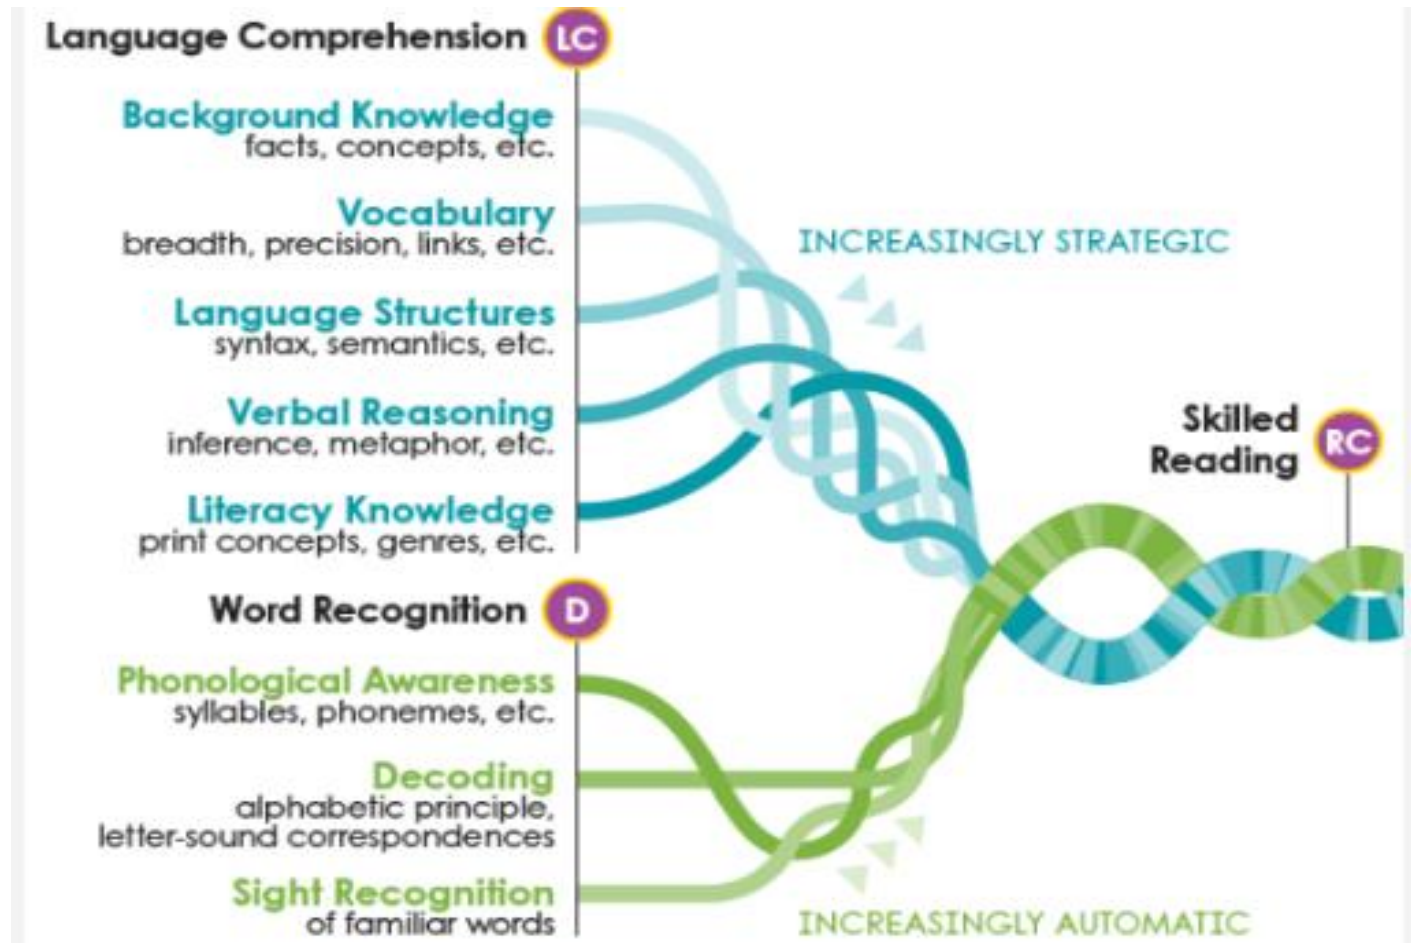 Language Comprehension LC
Background Knowledge
facts, concepts, etc.
Vocabulary
breadth, precision, links, etc.
INCREASINGLY STRATEGIC
Language Structures
syntax, semantics, etc.
Verbal Reasoning
inference, metaphor, etc.
Literacy Knowledge
print concepts, genres, etc.
Skilled
Reading
RC
Word Recognition D
Phonological Awareness
syllables, phonemes, etc.
Decoding
alphabetic principle,
letter-sound correspondences
Sight Recognition
of familiar words
INCREASINGLY AUTOMATIC